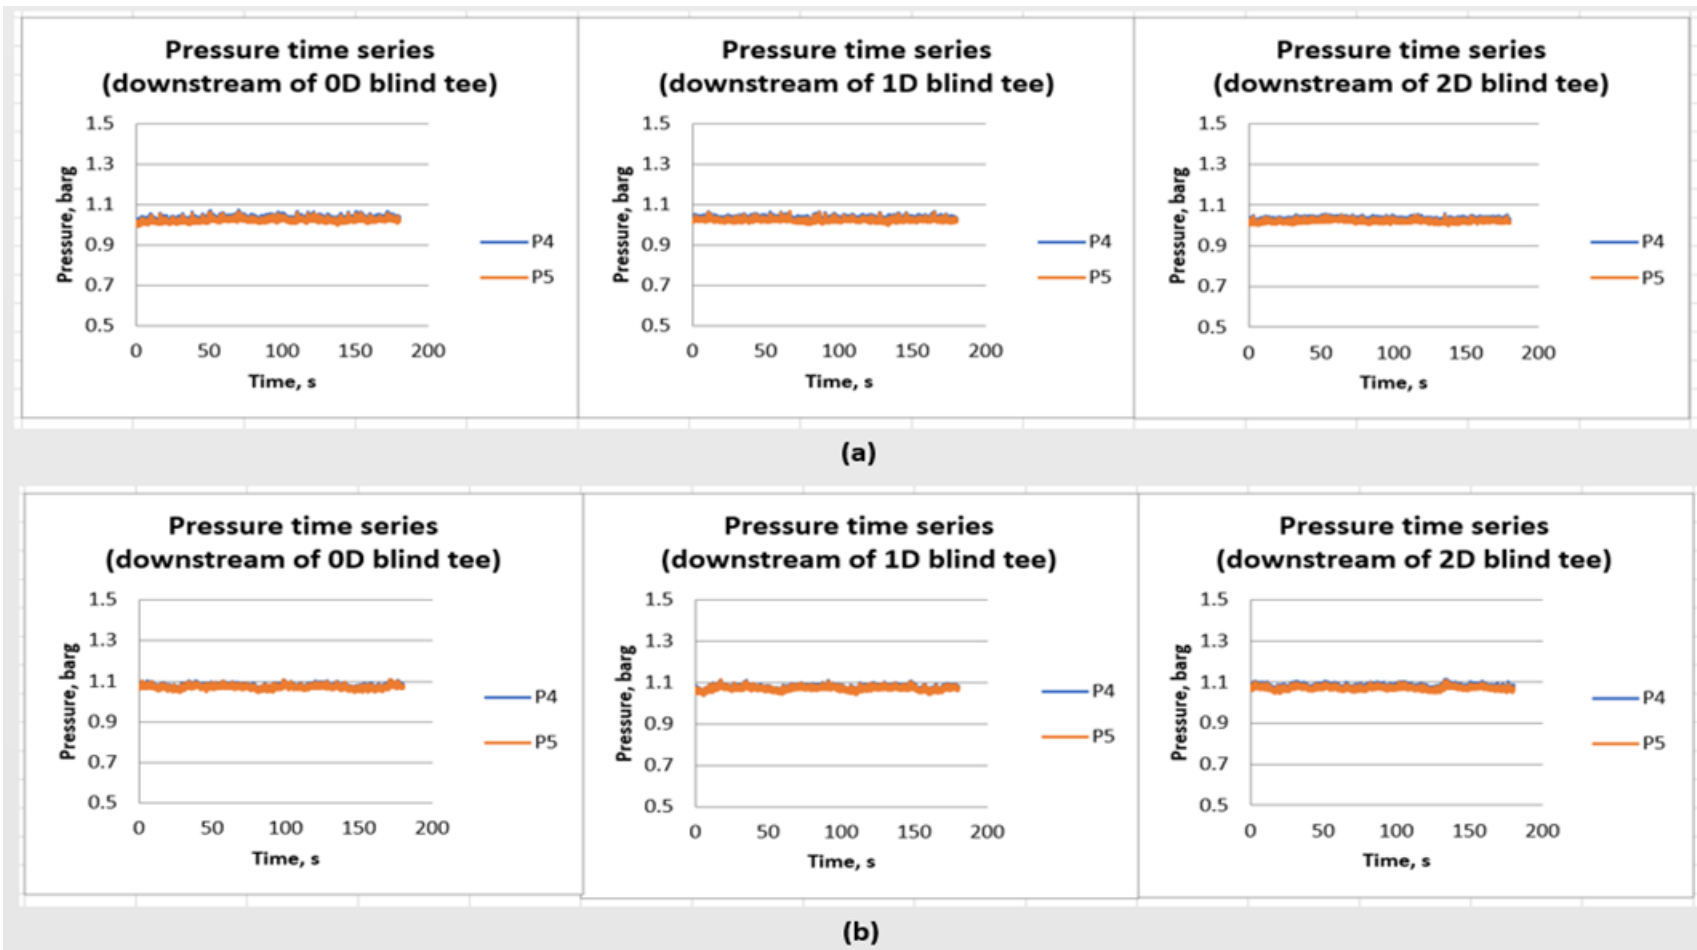 Pressure time series
(downstream of 0D blind tee)
1.5
1.3
1.1
0.9
0.7
0.5
Pressure, barg
0 50 100 150 200
Time, s
P4
P5
Pressure time series
(downstream of 1D blind tee)
1.5
1.3
1.1
0.9
0.7
0.5
Pressure, barg
0 50 100 150 200
Time, s
P4
P5
Pressure time series
(downstream of 2D blind tee)
1.5
1.3
1.1
0.9
0.7
0.5
Pressure, barg
0 50 100 150 200
Time, s
P4
P5
(a)
Pressure time series
(downstream of 0D blind tee)
1.5
1.3
1.1
0.9
0.7
0.5
Pressure, barg
0 50 100 150 200
Time, s
P4
P5
Pressure time series
(downstream of 1D blind tee)
1.5
1.3
1.1
0.9
0.7
0.5
Pressure, barg
0 50 100 150 200
Time, s
P4
P5
Pressure time series
(downstream of 2D blind tee)
1.5
1.3
1.1
0.9
0.7
0.5
Pressure, barg
0 50 100 150 200
Time, s
P4
P5
(b)